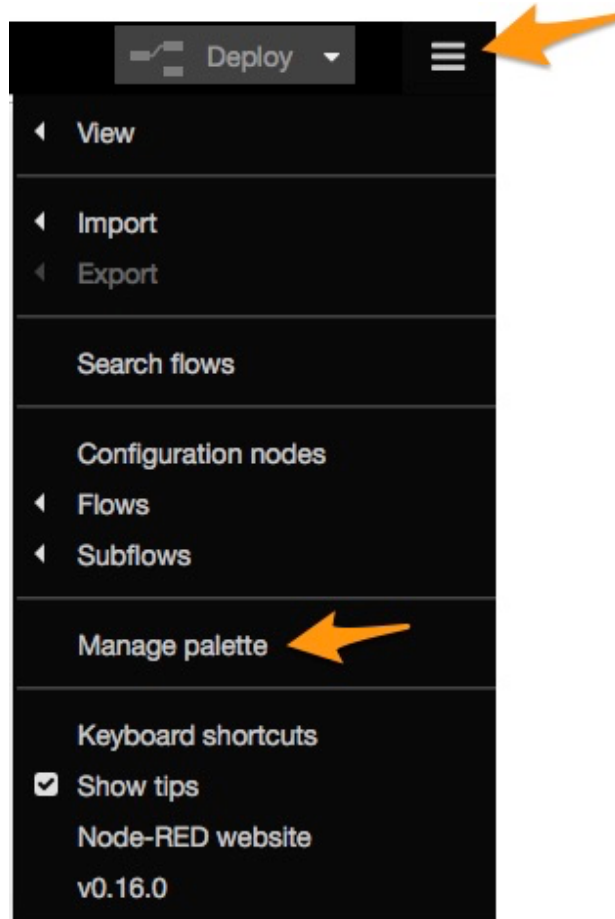 Deploy
View
Import
Export
Search flows
Configuration nodes
Flows
Subflows
Manage palette
Keyboard shortcuts
Show tips
Node-RED website
v0.16.0